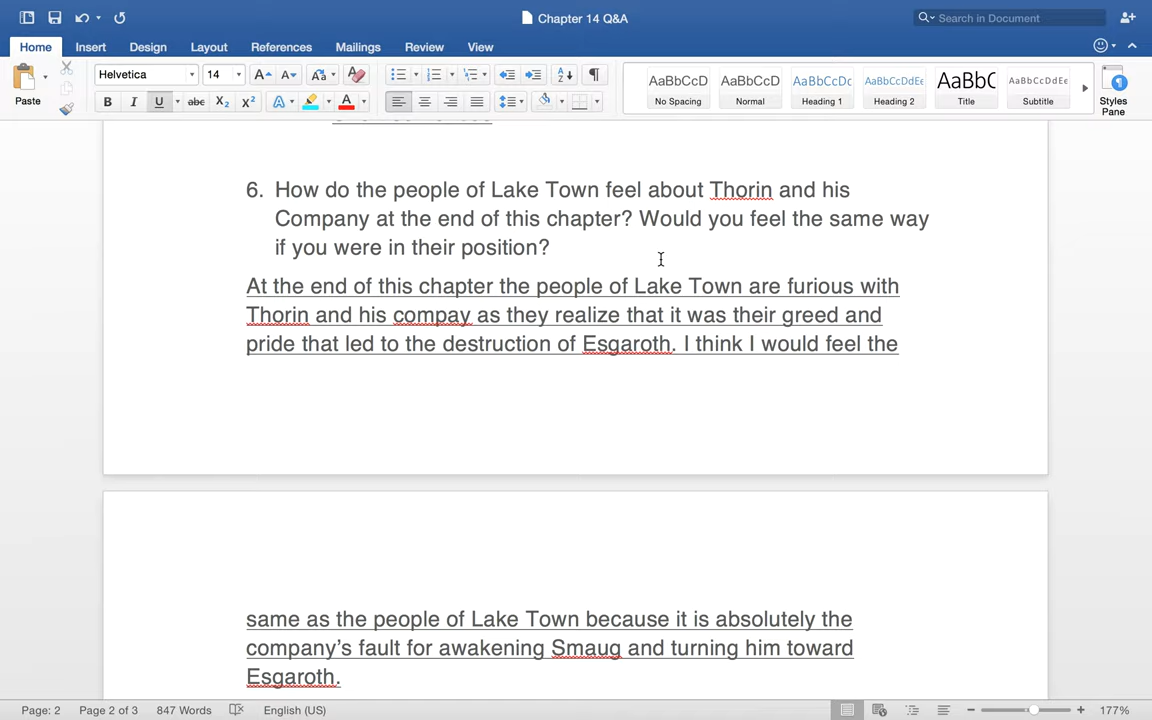 Chapter 14 Q&A
Search in Document
Home Insert Design Layout References Mailings Review View
Paste
Helvetica 14
B I U abc X₂ X²
AaBbCcD AaBbCcD AaBbCcDc AaBbCcDdEe AaBbC AaBbCcDdEe
No Spacing Normal Heading 1 Heading 2 Title Subtitle
Styles
Pane
6. How do the people of Lake Town feel about Thorin and his
Company at the end of this chapter? Would you feel the same way
if you were in their position?
At the end of this chapter the people of Lake Town are furious with
Thorin and his compay as they realize that it was their greed and
pride that led to the destruction of Esgaroth. I think I would feel the
same as the people of Lake Town because it is absolutely the
company’s fault for awakening Smaug and turning him toward
Esgaroth.
Page: 2 Page 2 of 3 847 Words English (US) 177%